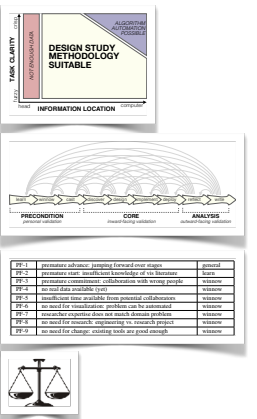 ALGORITHM
AUTOMATION
POSSIBLE
DESIGN STUDY
METHODOLOGY
SUITABLE
NOT ENOUGH DATA
TASK CLARITY
fuzzy
crisp
head
INFORMATION LOCATION
computer
learn winnow cast discover design implement deploy reflect write
PRECONDITION
personal validation
CORE
inward-facing validation
ANALYSIS
outward-facing validation
PF-1 premature advance: jumping forward over stages general
PF-2 premature start: insufficient knowledge of vis literature learn
PF-3 premature commitment: collaboration with wrong people winnow
PF-4 no real data available (yet) winnow
PF-5 insufficient time available from potential collaborators winnow
PF-6 no need for visualization: problem can be automated winnow
PF-7 researcher expertise does not match domain problem winnow
PF-8 no need for research: engineering vs. research project winnow
PF-9 no need for change: existing tools are good enough winnow